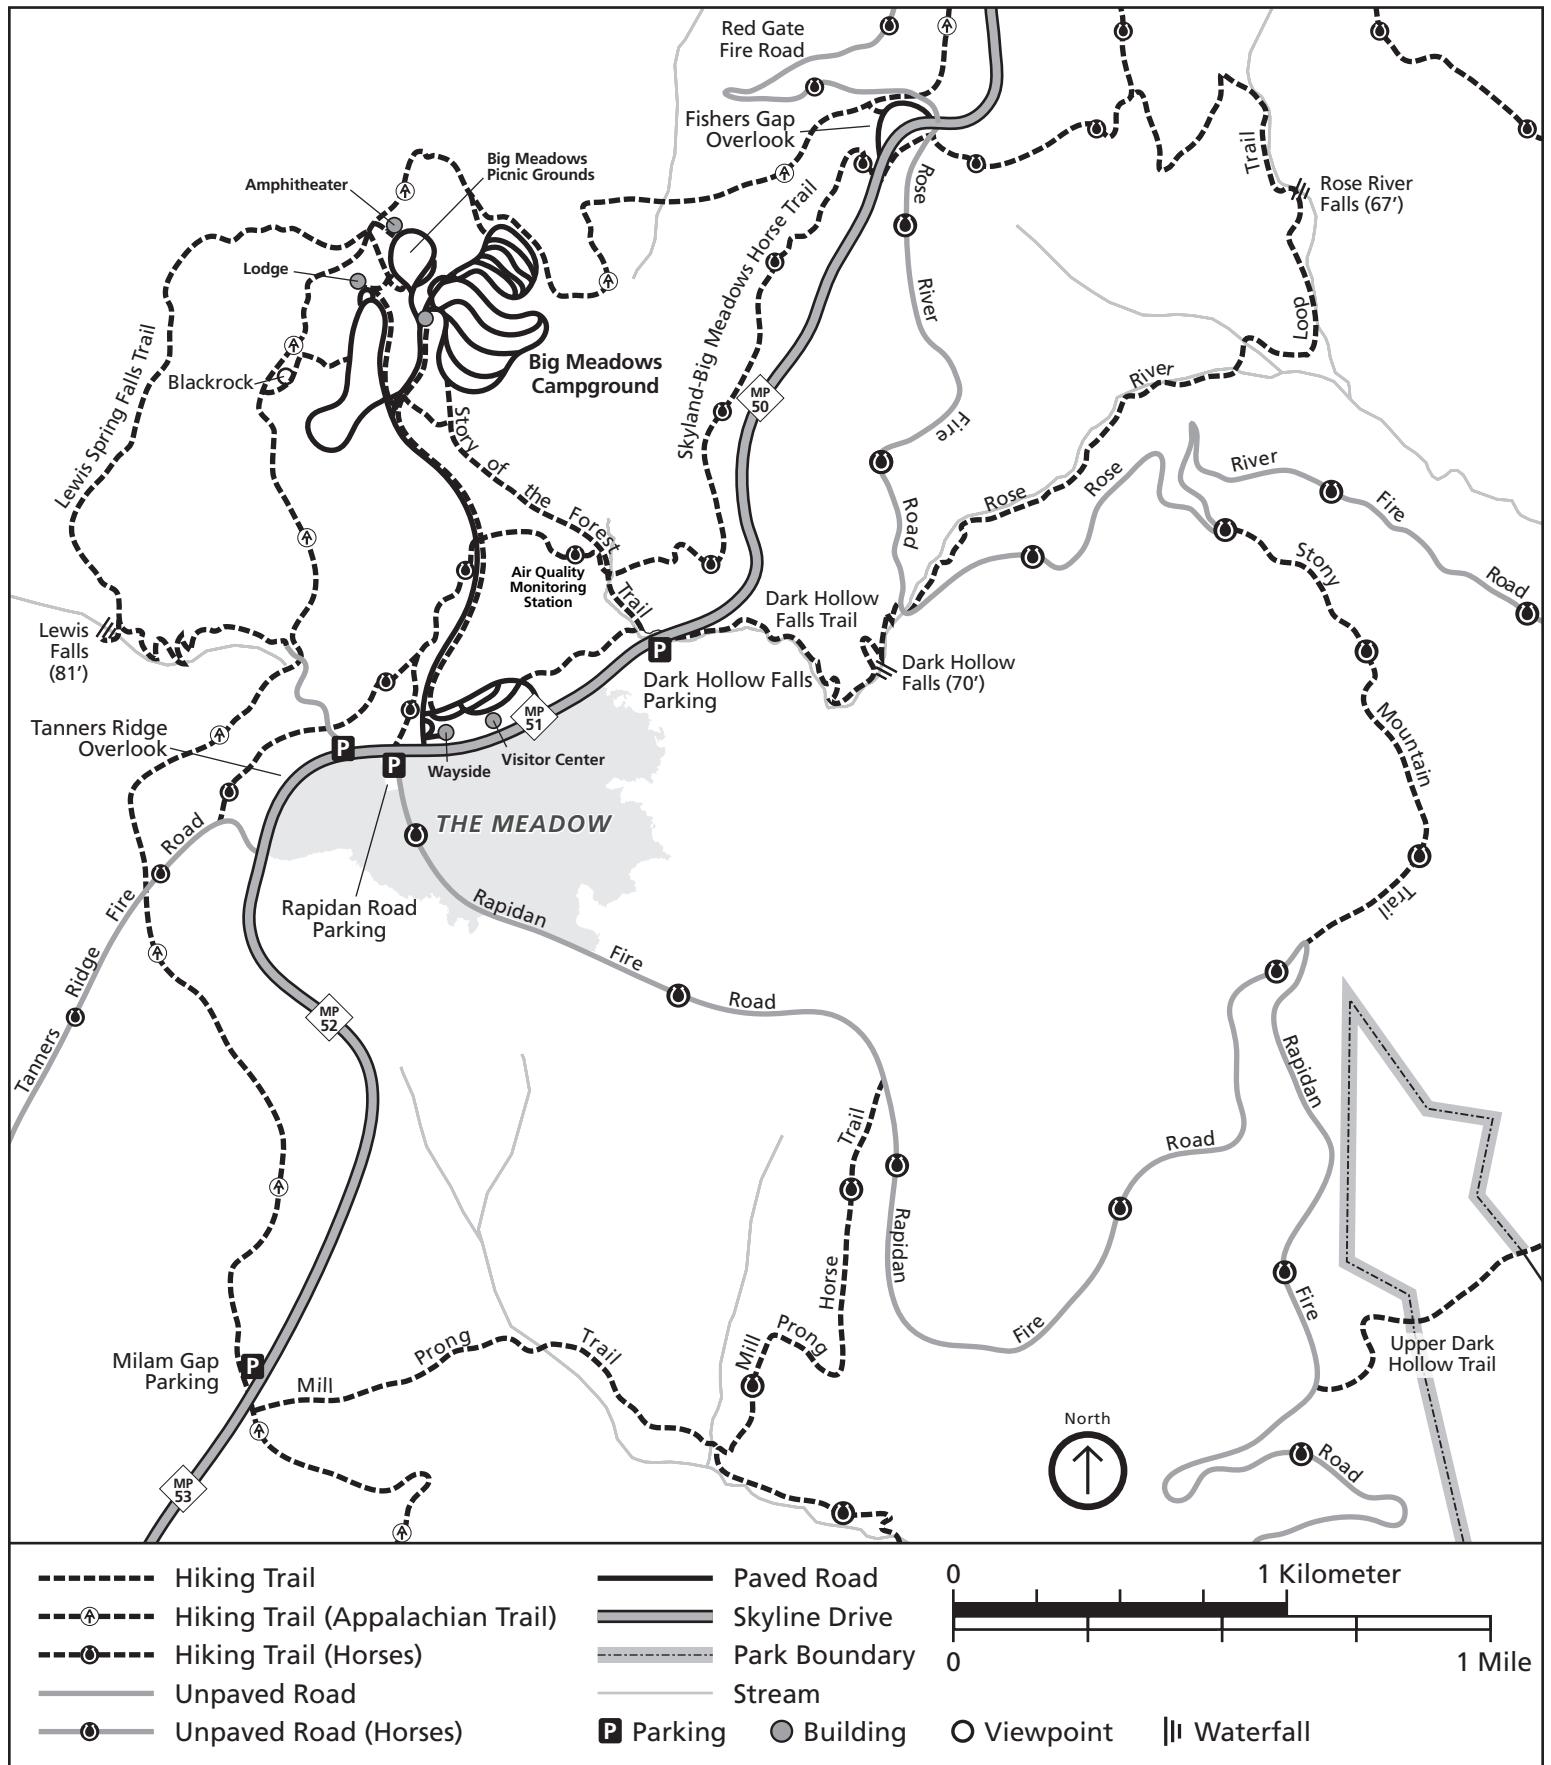 Red Gate
Fire Road
Fishers Gap
Overlook
Big Meadows
Picnic Grounds
Amphitheater
Lodge
Rose
River
Fire
Road
Trail
Rose River
Falls (67’)
Loop
Skyland-Big Meadows Horse Trail
Lewis Spring Falls Trail
Blackrock
Big Meadows
Campground
MP
50
Story of the Forest Trail
River
Rose
Rose
River
Fire
Road
Stony
Mountain
Trail
Air Quality
Monitoring
Station
Dark Hollow
Falls Trail
Lewis
Falls
(81’)
P
Dark Hollow Falls
Parking
Dark Hollow
Falls (70’)
Tanners Ridge
Overlook
P
P
MP
51
Wayside
Visitor Center
THE MEADOW
Tanners Ridge Fire Road
Rapidan Road
Parking
Rapidan
Fire
Road
MP
52
Trail
Horse
Prong
Mill
Rapidan
Fire
Road
Rapidan
Fire
Road
Milam Gap
Parking
P
Mill
Prong
Trail
Upper Dark
Hollow Trail
MP
53
North
Hiking Trail
Hiking Trail (Appalachian Trail)
Hiking Trail (Horses)
Unpaved Road
Unpaved Road (Horses)
Paved Road
Skyline Drive
Park Boundary
Stream
P Parking
Building
Viewpoint
Waterfall
0
1 Kilometer
0
1 Mile